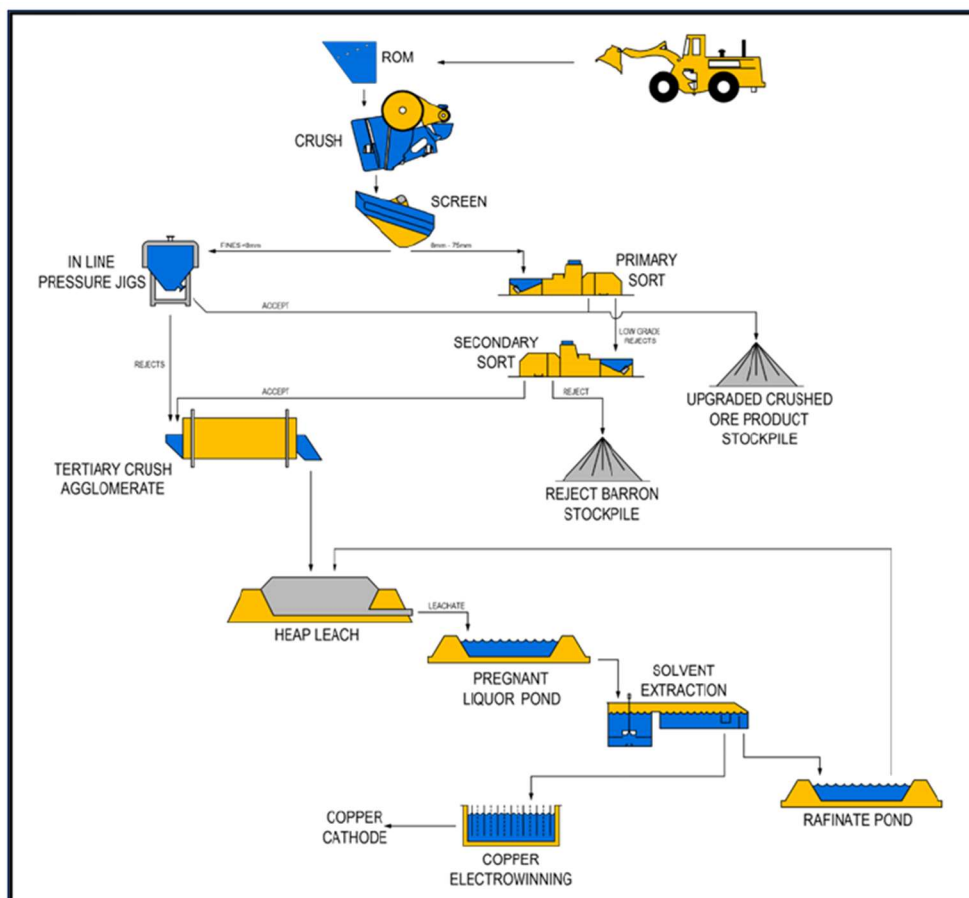 ROM
CRUSH
SCREEN
FINES <8mm
8mm - 75mm
IN LINE
PRESSURE JIGS
PRIMARY
SORT
ACCEPT
LOW GRADE
REJECTS
SECONDARY
SORT
REJECTS
ACCEPT
REJECT
UPGRADED CRUSHED
ORE PRODUCT
STOCKPILE
TERTIARY CRUSH
AGGLOMERATE
REJECT BARRON
STOCKPILE
HEAP LEACH
LEACHATE
PREGNANT
LIQUOR POND
SOLVENT
EXTRACTION
RAFINATE POND
COPPER
CATHODE
COPPER
ELECTROWINNING